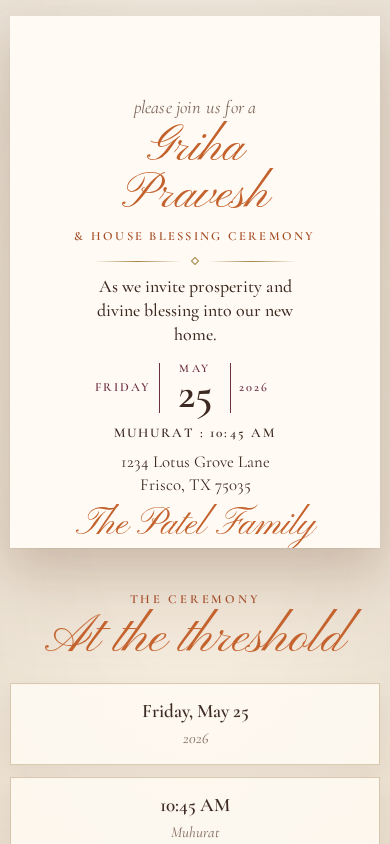 please join us for a
Griha
Pravesh
& HOUSE BLESSING CEREMONY
As we invite prosperity and
divine blessing into our new
home.
MAY
FRIDAY 25 2026
MUHURAT : 10:45 AM
1234 Lotus Grove Lane
Frisco, TX 75035
The Patel Family
THE CEREMONY
At the threshold
Friday, May 25
2026
10:45 AM
Muhurat